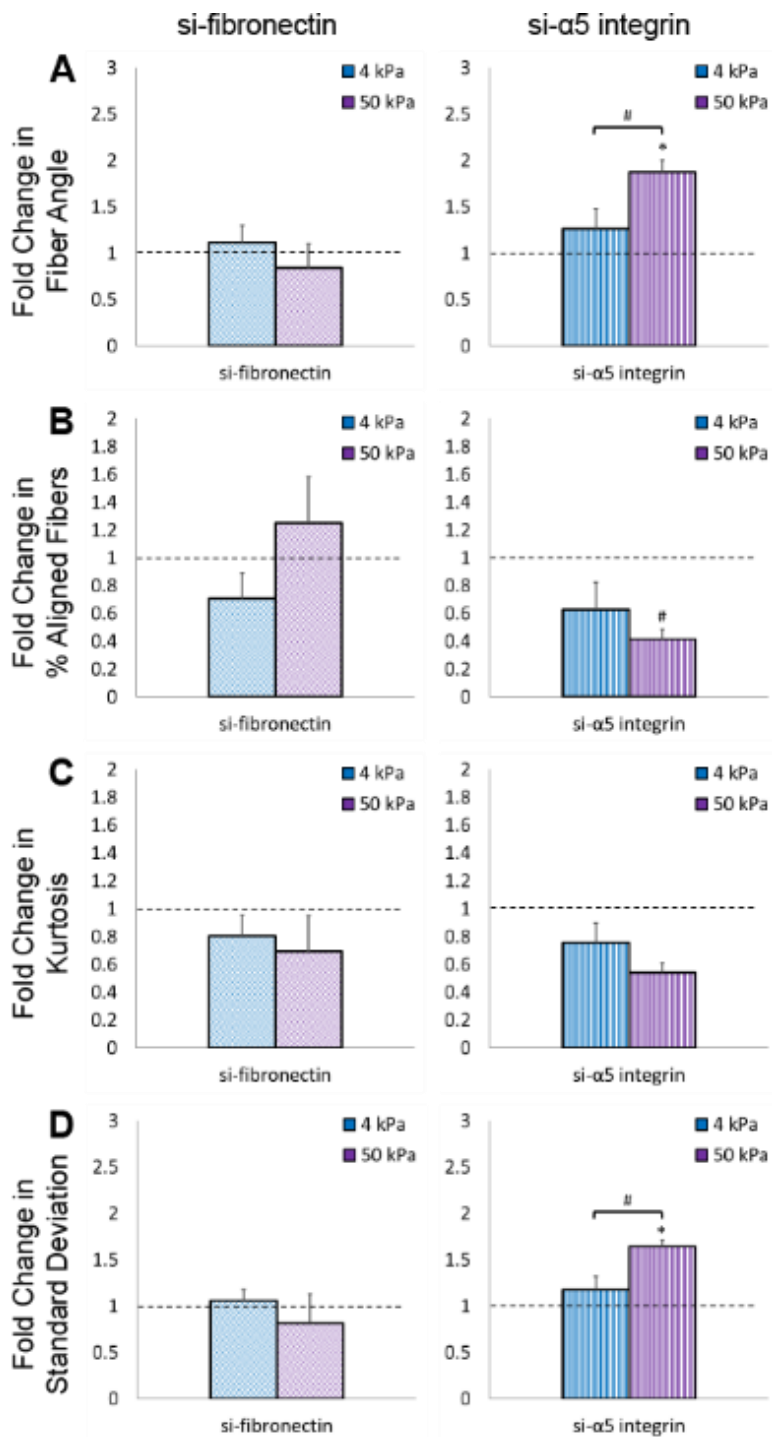 si-fibronectin
si-α5 integrin
A
Fold Change in
Fiber Angle
3
2.5
2
1.5
1
0.5
0
4 kPa
50 kPa
si-fibronectin
3
2.5
2
1.5
1
0.5
0
4 kPa
50 kPa
#
*
si-α5 integrin
B
Fold Change in
% Aligned Fibers
2
1.8
1.6
1.4
1.2
1
0.8
0.6
0.4
0.2
0
4 kPa
50 kPa
si-fibronectin
2
1.8
1.6
1.4
1.2
1
0.8
0.6
0.4
0.2
0
4 kPa
50 kPa
#
si-α5 integrin
C
Fold Change in
Kurtosis
2
1.8
1.6
1.4
1.2
1
0.8
0.6
0.4
0.2
0
4 kPa
50 kPa
si-fibronectin
2
1.8
1.6
1.4
1.2
1
0.8
0.6
0.4
0.2
0
4 kPa
50 kPa
si-α5 integrin
D
Fold Change in
Standard Deviation
3
2.5
2
1.5
1
0.5
0
4 kPa
50 kPa
si-fibronectin
3
2.5
2
1.5
1
0.5
0
4 kPa
50 kPa
#
*
si-α5 integrin